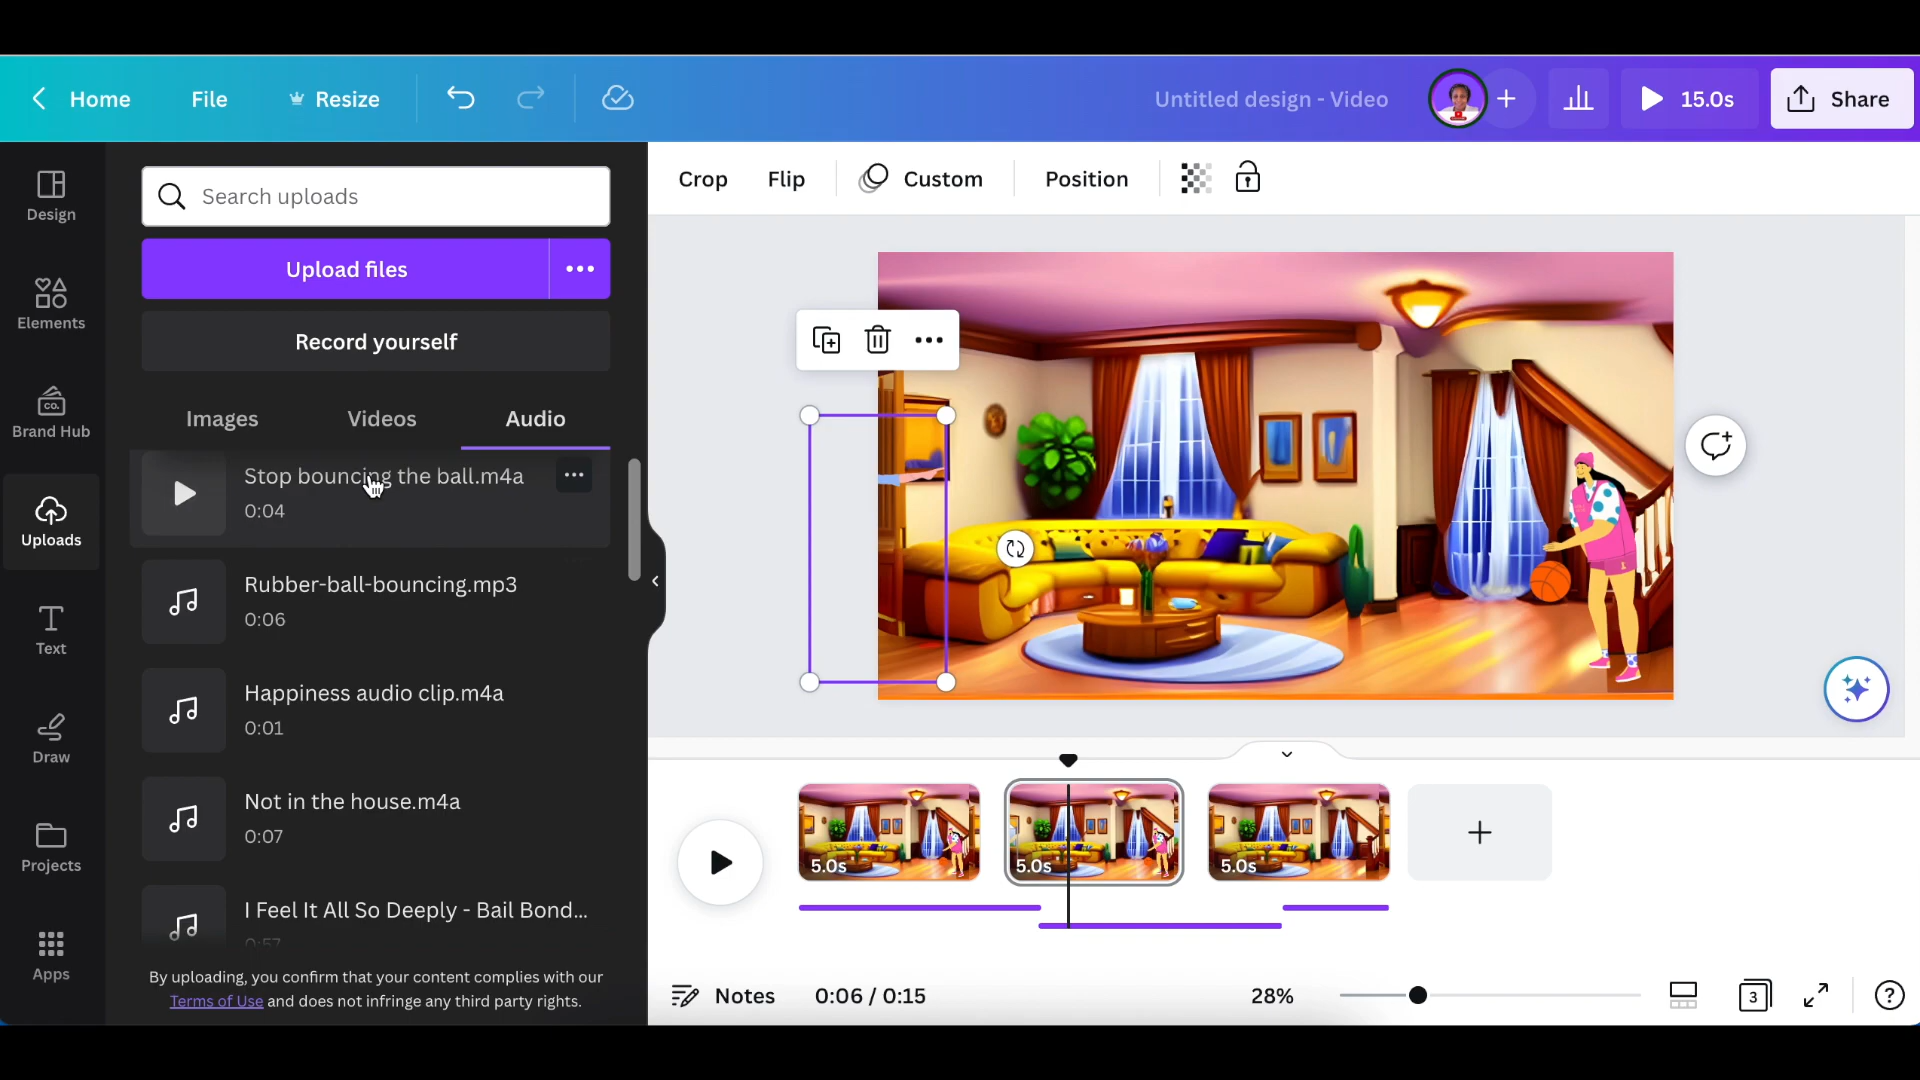 Home
File
Resize
Untitled design - Video
15.0s
Share
Design
Elements
CO.
Brand Hub
Uploads
Text
Draw
Projects
Apps
Search uploads
Upload files
Record yourself
Images
Videos
Audio
Stop bouncing the ball.m4a
0:04
Rubber-ball-bouncing.mp3
0:06
Happiness audio clip.m4a
0:01
Not in the house.m4a
0:07
I Feel It All So Deeply - Bail Bond...
0:57
By uploading, you confirm that your content complies with our
Terms of Use and does not infringe any third party rights.
Crop
Flip
Custom
Position
5.0s
5.0s
5.0s
Notes
0:06 / 0:15
28%
3